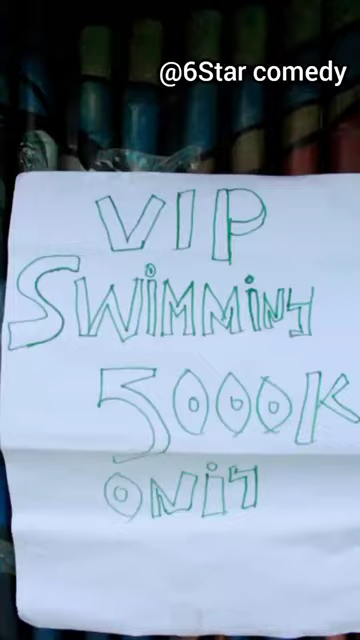 @6Star comedy
VIP
SWiMMiNg
5000K
ONiy